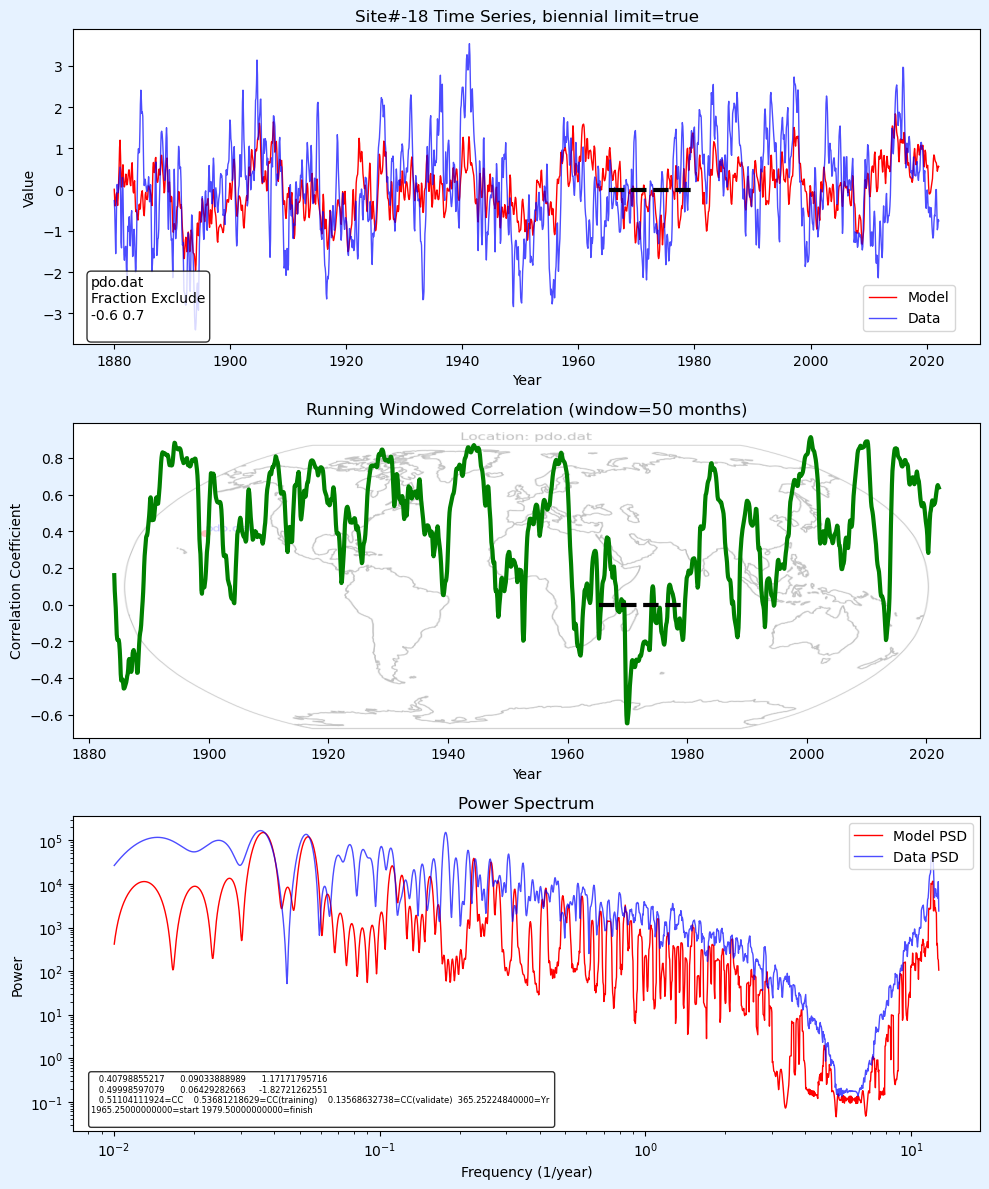 Site#-18 Time Series, biennial limit=true
Value
3
2
1
0
−1
−2
−3
pdo.dat
Fraction Exclude
-0.6 0.7
Model
Data
1880 1900 1920 1940 1960 1980 2000 2020
Year
Running Windowed Correlation (window=50 months)
Location: pdo.dat
Correlation Coefficient
0.8
0.6
0.4
0.2
0.0
−0.2
−0.4
−0.6
1880 1900 1920 1940 1960 1980 2000 2020
Year
Power Spectrum
Power
10^5
10^4
10^3
10^2
10^1
10^0
10^−1
Model PSD
Data PSD
0.40798855217 0.09033888989 1.17171795716
0.49998597079 0.06429282663 -1.82721262551
0.51104111924=CC 0.53681218629=CC(training) 0.13568632738=CC(validate) 365.25224840000=Yr
1965.25000000000=start 1979.50000000000=finish
10^−2 10^−1 10^0 10^1
Frequency (1/year)